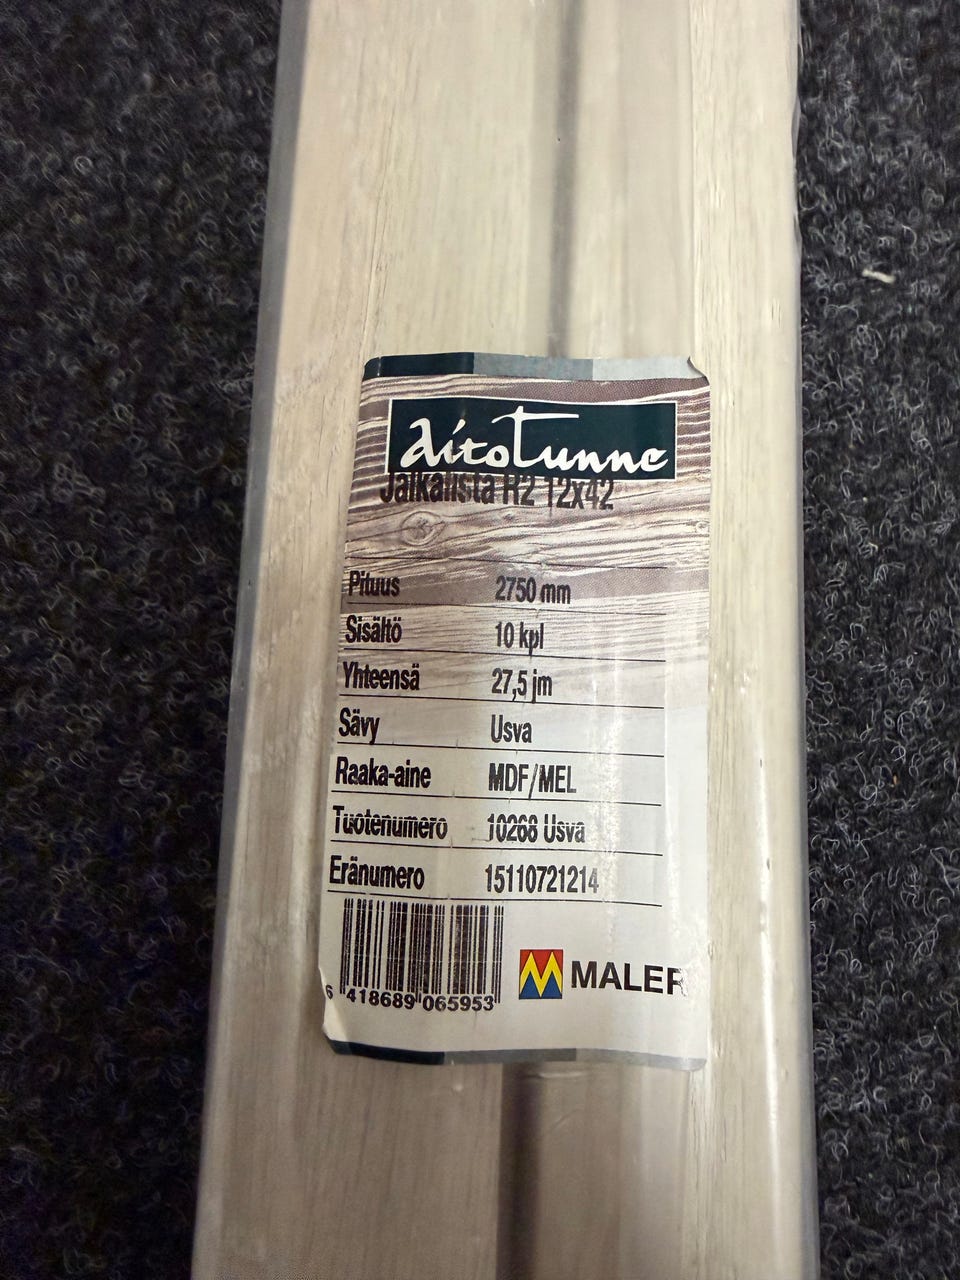 aitoTunne
Jalkalista R2 12x42
Pituus 2750 mm
Sisältö 10 kpl
Yhteensä 27,5 jm
Sävy Usva
Raaka-aine MDF/MEL
Tuotenumero 10268 Usva
Eränumero 15110721214
6 418689 065953
MALER